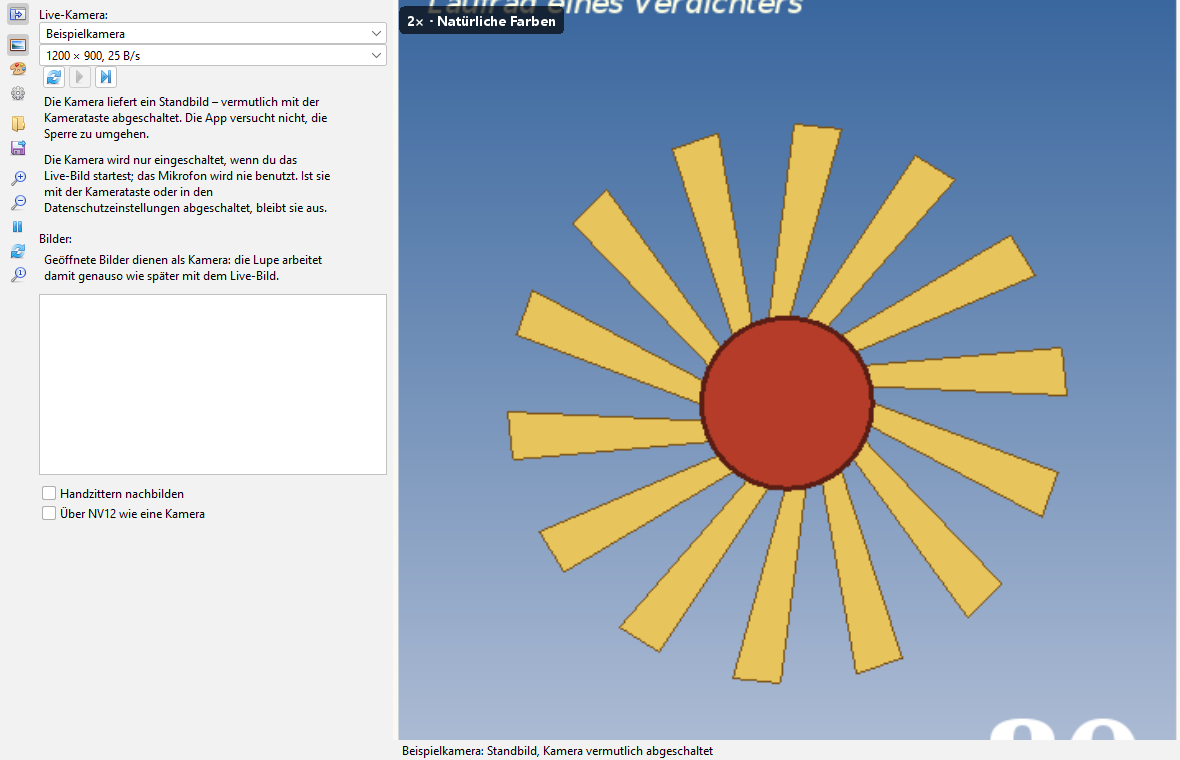 Live-Kamera:
Beispielkamera
1200 × 900, 25 B/s
Die Kamera liefert ein Standbild – vermutlich mit der
Kamerataste abgeschaltet. Die App versucht nicht, die
Sperre zu umgehen.
Die Kamera wird nur eingeschaltet, wenn du das
Live-Bild startest; das Mikrofon wird nie benutzt. Ist sie
mit der Kamerataste oder in den
Datenschutzeinstellungen abgeschaltet, bleibt sie aus.
Bilder:
Geöffnete Bilder dienen als Kamera: die Lupe arbeitet
damit genauso wie später mit dem Live-Bild.
Handzittern nachbilden
Über NV12 wie eine Kamera
Laufrad eines Verdichters
2× · Natürliche Farben
Beispielkamera: Standbild, Kamera vermutlich abgeschaltet